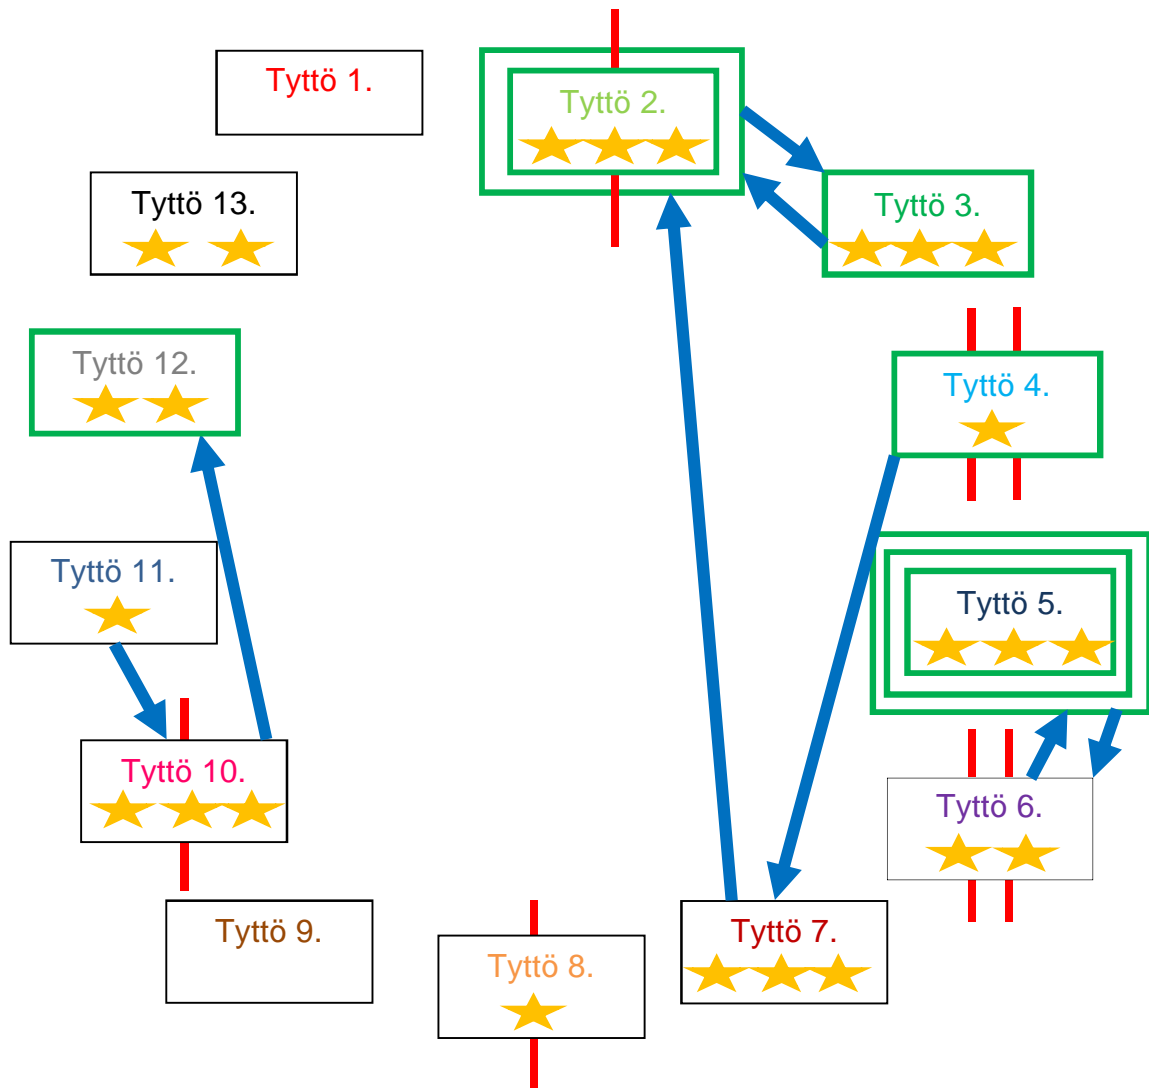 Tyttö 1.
Tyttö 2.
Tyttö 13.
Tyttö 3.
Tyttö 12.
Tyttö 4.
Tyttö 11.
Tyttö 5.
Tyttö 10.
Tyttö 6.
Tyttö 9.
Tyttö 7.
Tyttö 8.